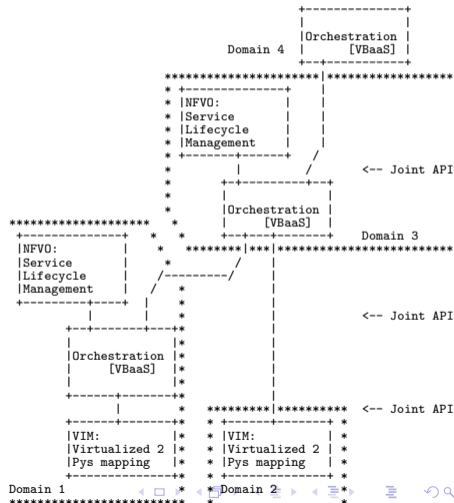 Orchestration
Domain 4 [VBaaS]
NFVO:
Service
Lifecycle
Management
<-- Joint API
Orchestration
[VBaaS]
Domain 3
NFVO:
Service
Lifecycle
Management
<-- Joint API
Orchestration
[VBaaS]
<-- Joint API
VIM:
Virtualized 2
Pys mapping
VIM:
Virtualized 2
Pys mapping
Domain 1
Domain 2